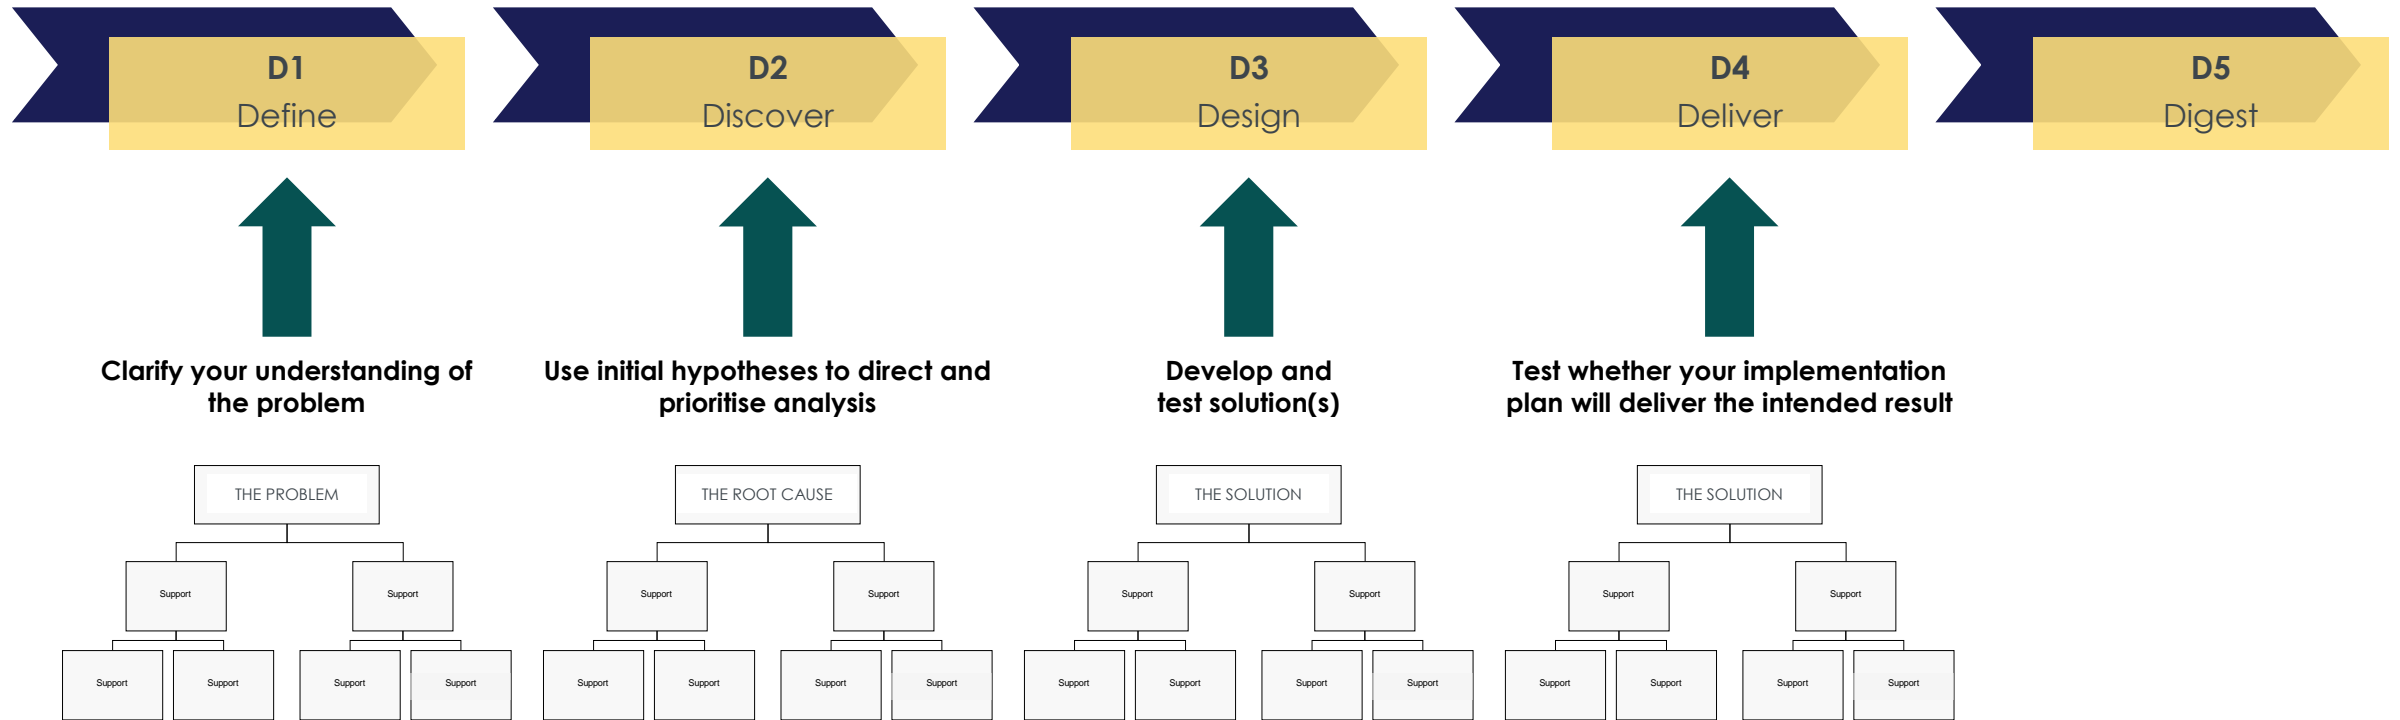 D1
Define
D2
Discover
D3
Design
D4
Deliver
D5
Digest
Clarify your understanding of
the problem
Use initial hypotheses to direct and
prioritise analysis
Develop and
test solution(s)
Test whether your implementation
plan will deliver the intended result
THE PROBLEM
Support
Support
Support
Support
Support
Support
THE ROOT CAUSE
Support
Support
Support
Support
Support
Support
THE SOLUTION
Support
Support
Support
Support
Support
Support
THE SOLUTION
Support
Support
Support
Support
Support
Support